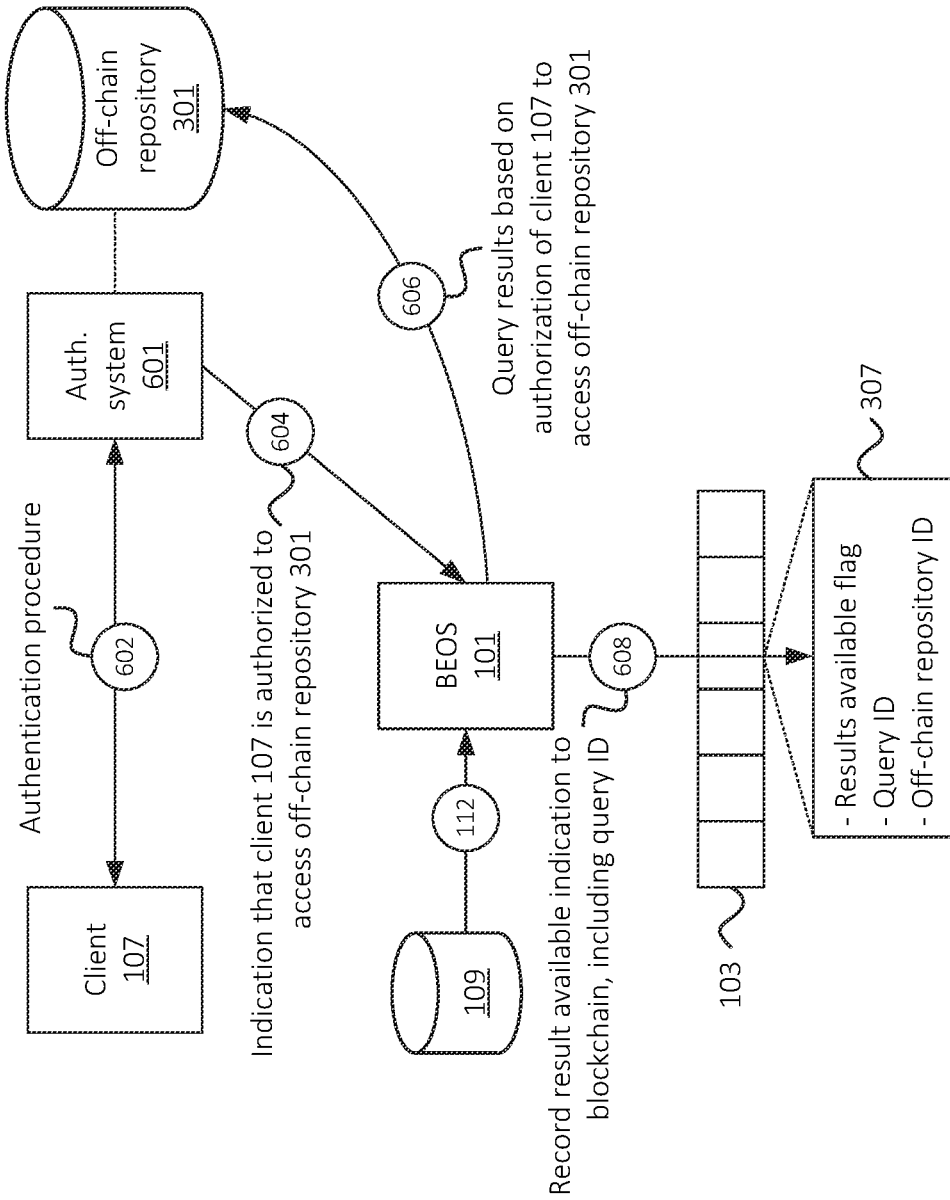 Authentication procedure
602
Client
107
Auth.
system
601
Off-chain
repository
301
604
Indication that client 107 is authorized to
access off-chain repository 301
606
Query results based on
authorization of client 107 to
access off-chain repository 301
109
112
BEOS
101
608
Record result available indication to
blockchain, including query ID
103
307
- Results available flag
- Query ID
- Off-chain repository ID